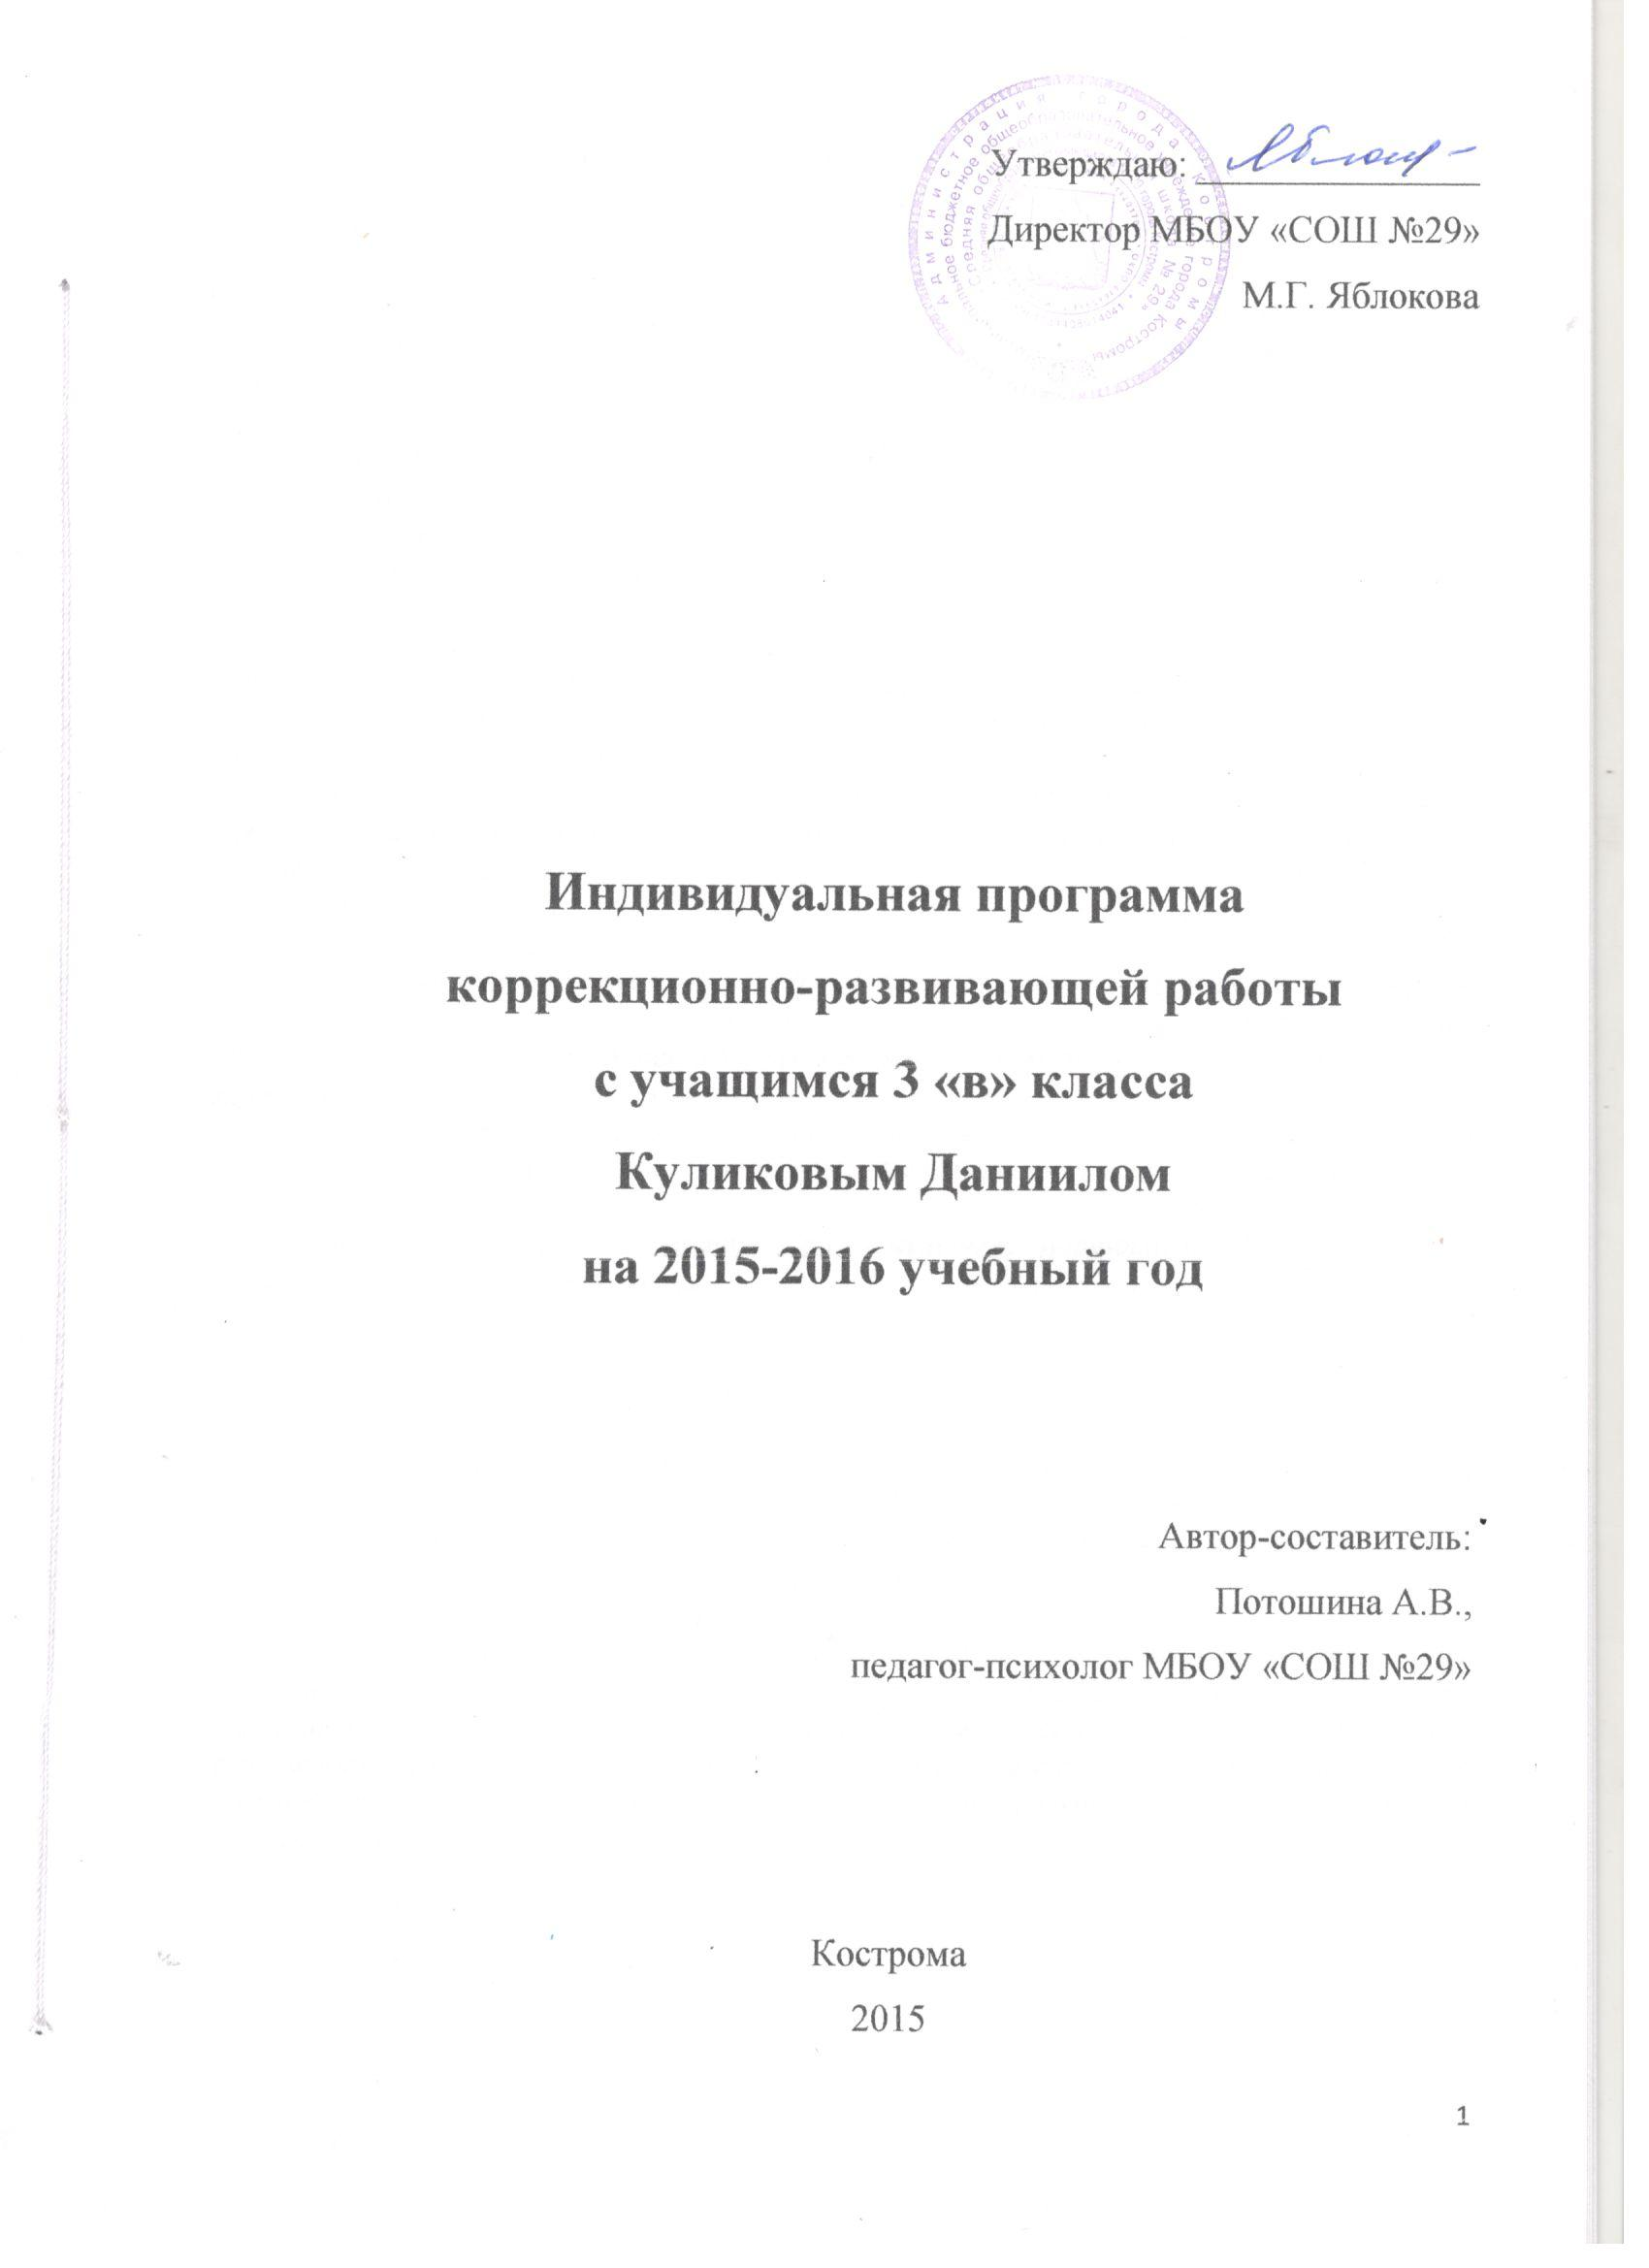 Утверждаю:
Директор МБОУ «СОШ №29»
М.Г. Яблокова
Индивидуальная программа
коррекционно-развивающей работы
с учащимся 3 «в» класса
Куликовым Даниилом
на 2015-2016 учебный год
Автор-составитель:
Потошина А.В.,
педагог-психолог МБОУ «СОШ №29»
Кострома
2015
1